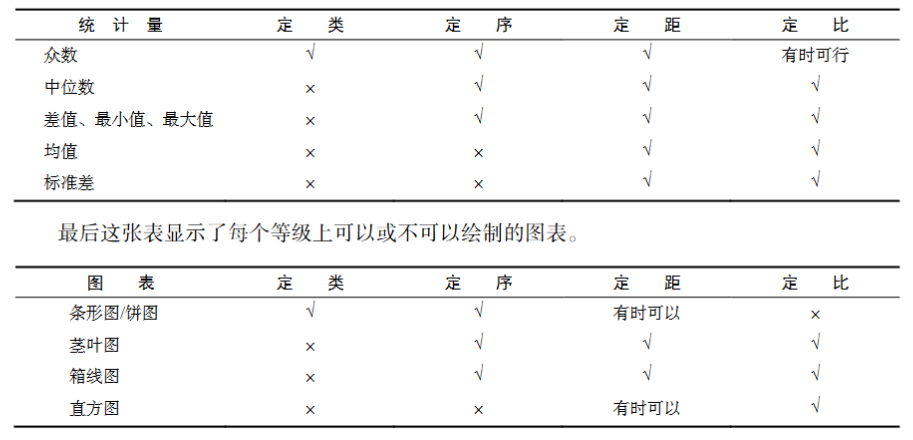 统 计 量 定 类 定 序 定 距 定 比
众数 √ √ √ 有时可行
中位数 × √ √ √
差值、最小值、最大值 × √ √ √
均值 × × √ √
标准差 × × √ √
最后这张表显示了每个等级上可以或不可以绘制的图表。
图 表 定 类 定 序 定 距 定 比
条形图/饼图 √ √ 有时可以 ×
茎叶图 × √ √ √
箱线图 × √ √ √
直方图 × × 有时可以 √